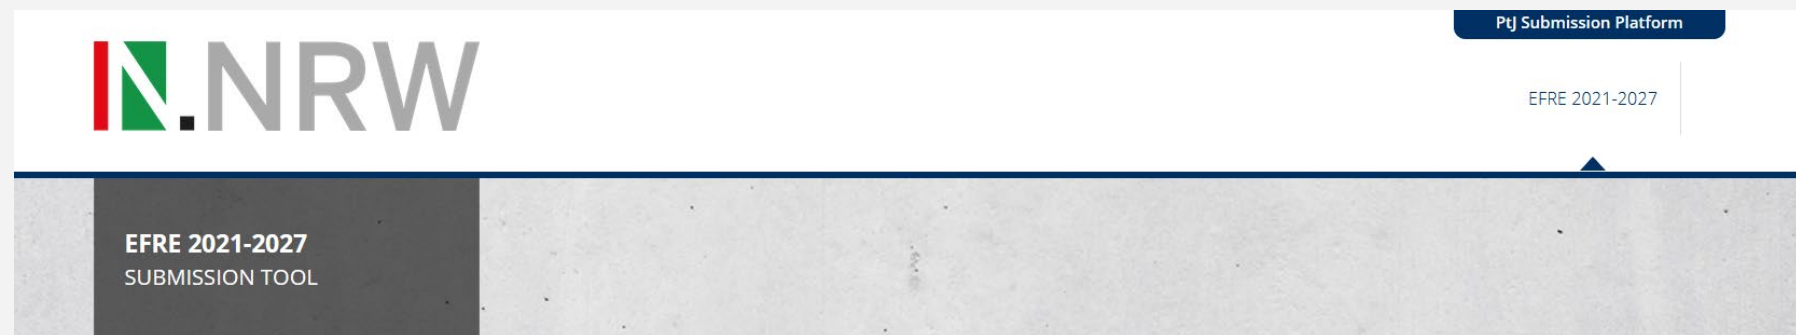 PtJ Submission Platform
IN.NRW
EFRE 2021-2027
EFRE 2021-2027
SUBMISSION TOOL